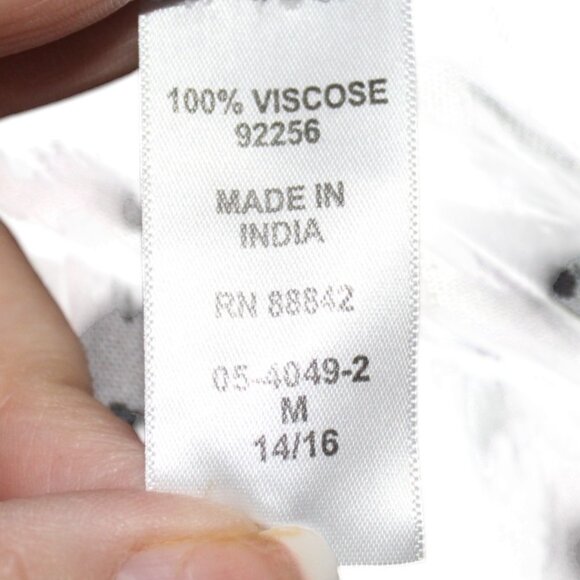 100% VISCOSE
92256
MADE IN
INDIA
RN 88842
05-4049-2
M
14/16